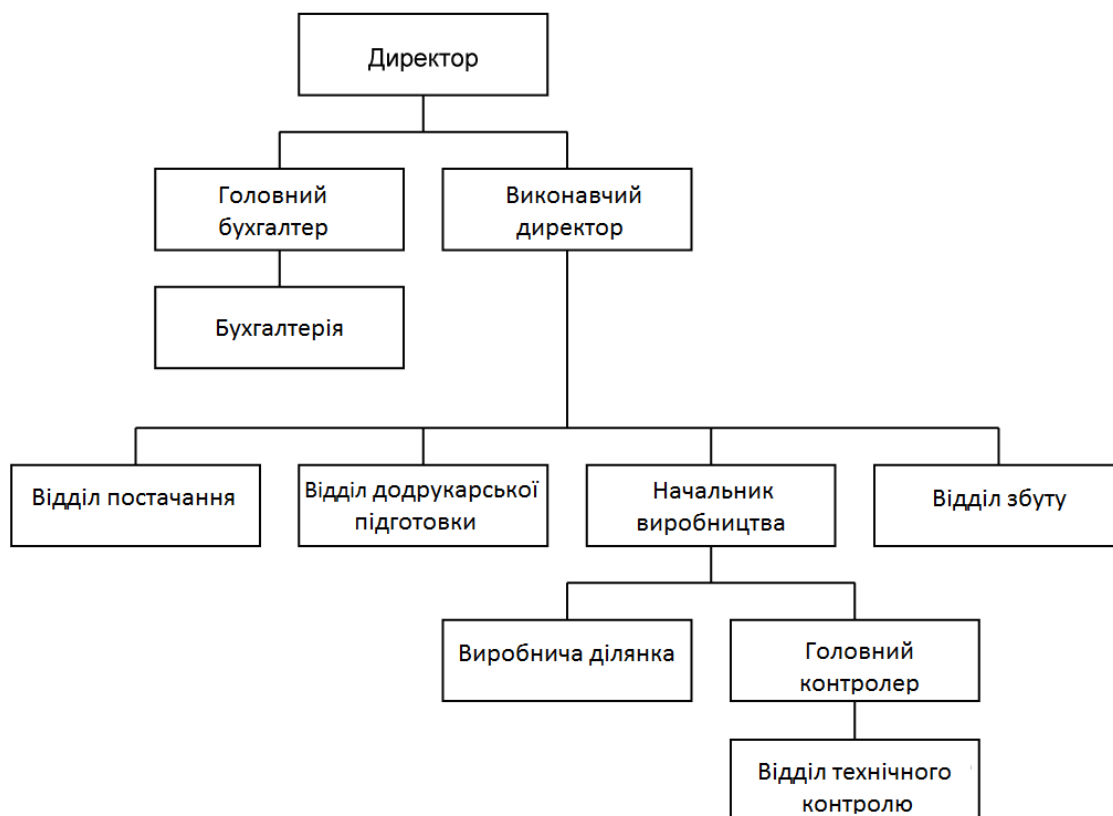 Директор
Головний
бухгалтер
Виконавчий
директор
Бухгалтерія
Відділ постачання
Відділ додрукарської
підготовки
Начальник
виробництва
Відділ збуту
Виробнича ділянка
Головний
контролер
Відділ технічного
контролю